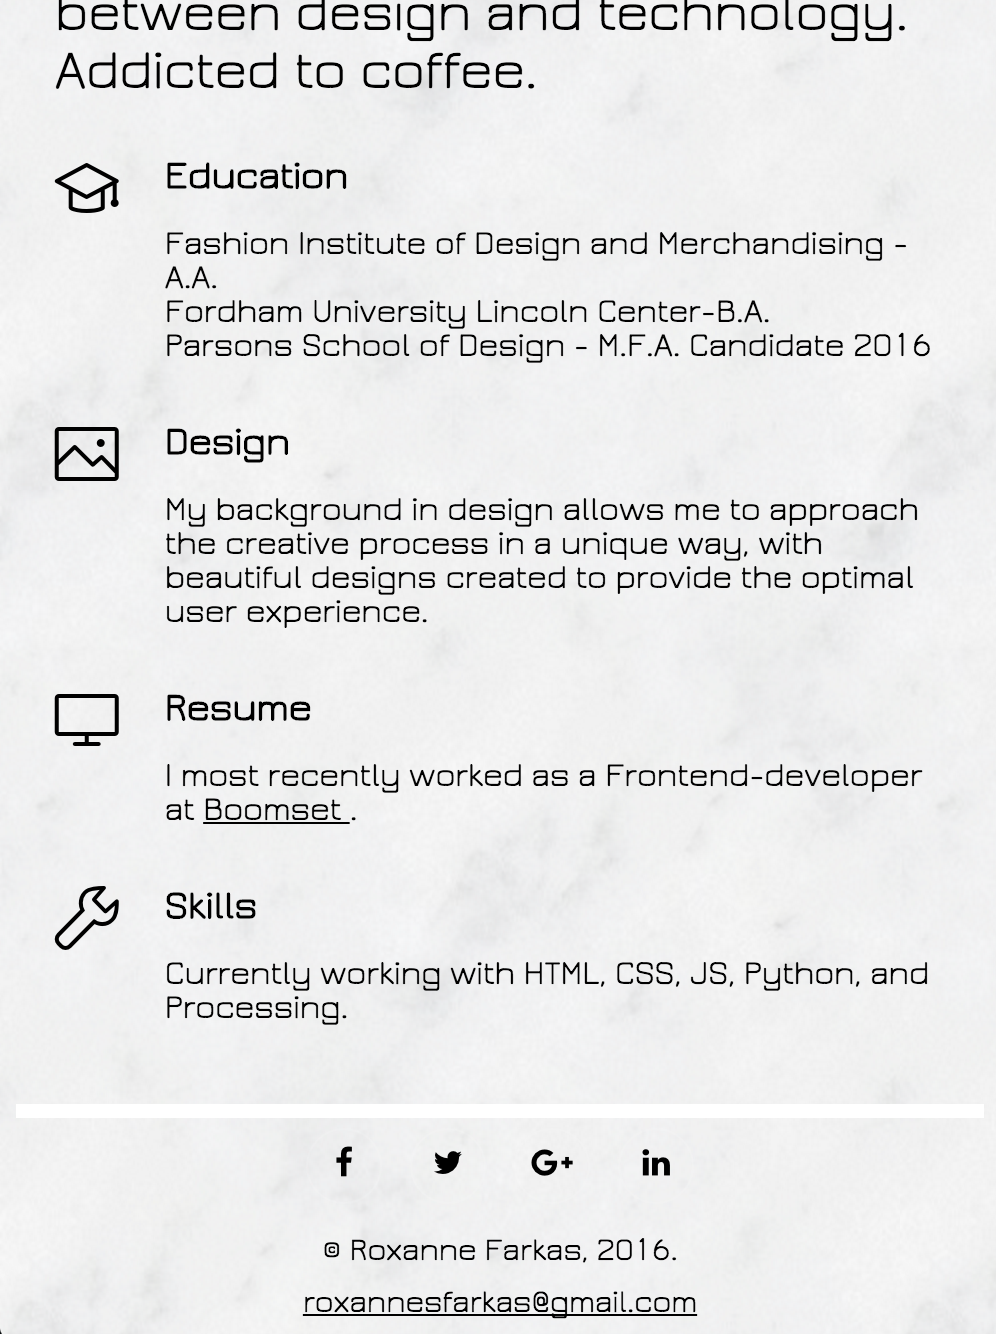 between design and technology.
Addicted to coffee.
Education
Fashion Institute of Design and Merchandising -
A.A.
Fordham University Lincoln Center-B.A.
Parsons School of Design - M.F.A. Candidate 2016
Design
My background in design allows me to approach
the creative process in a unique way, with
beautiful designs created to provide the optimal
user experience.
Resume
I most recently worked as a Frontend-developer
at Boomset .
Skills
Currently working with HTML, CSS, JS, Python, and
Processing.
© Roxanne Farkas, 2016.
roxannesfarkas@gmail.com